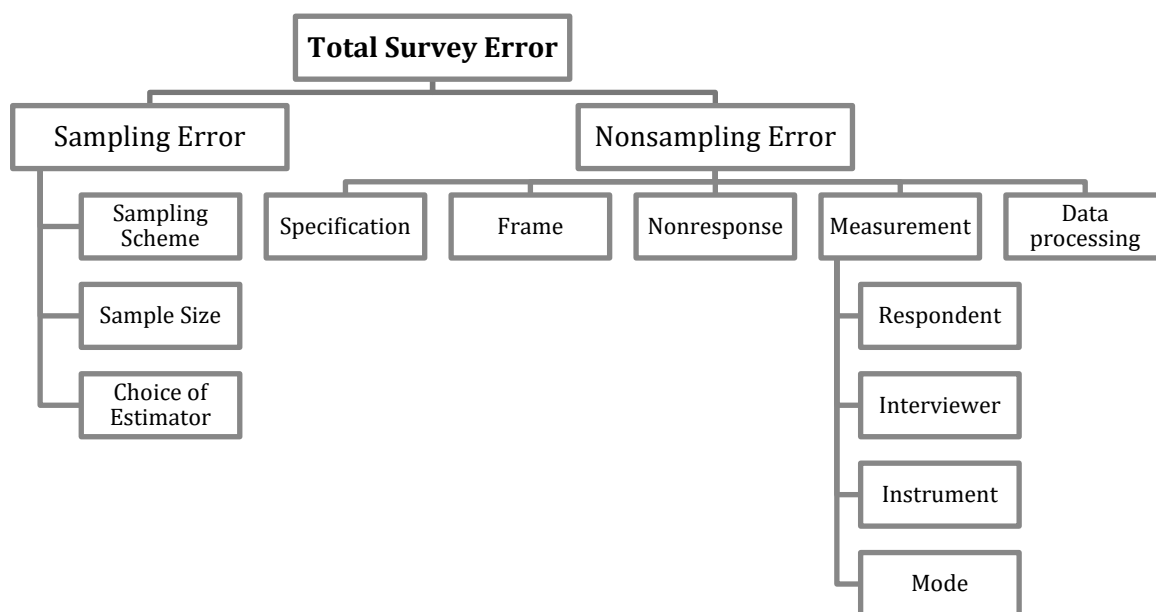 Total Survey Error
Sampling Error
Nonsampling Error
Sampling
Scheme
Sample Size
Choice of
Estimator
Specification
Frame
Nonresponse
Measurement
Data
processing
Respondent
Interviewer
Instrument
Mode